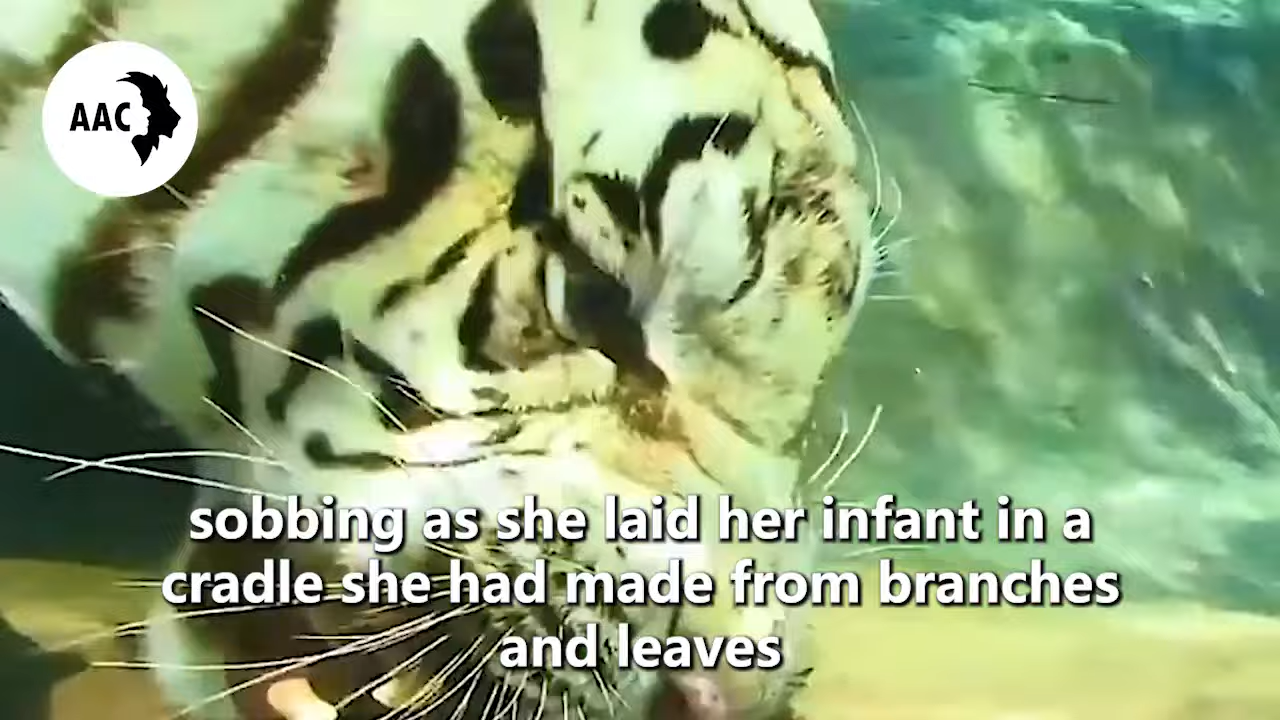 AAC
sobbing as she laid her infant in a
cradle she had made from branches
and leaves